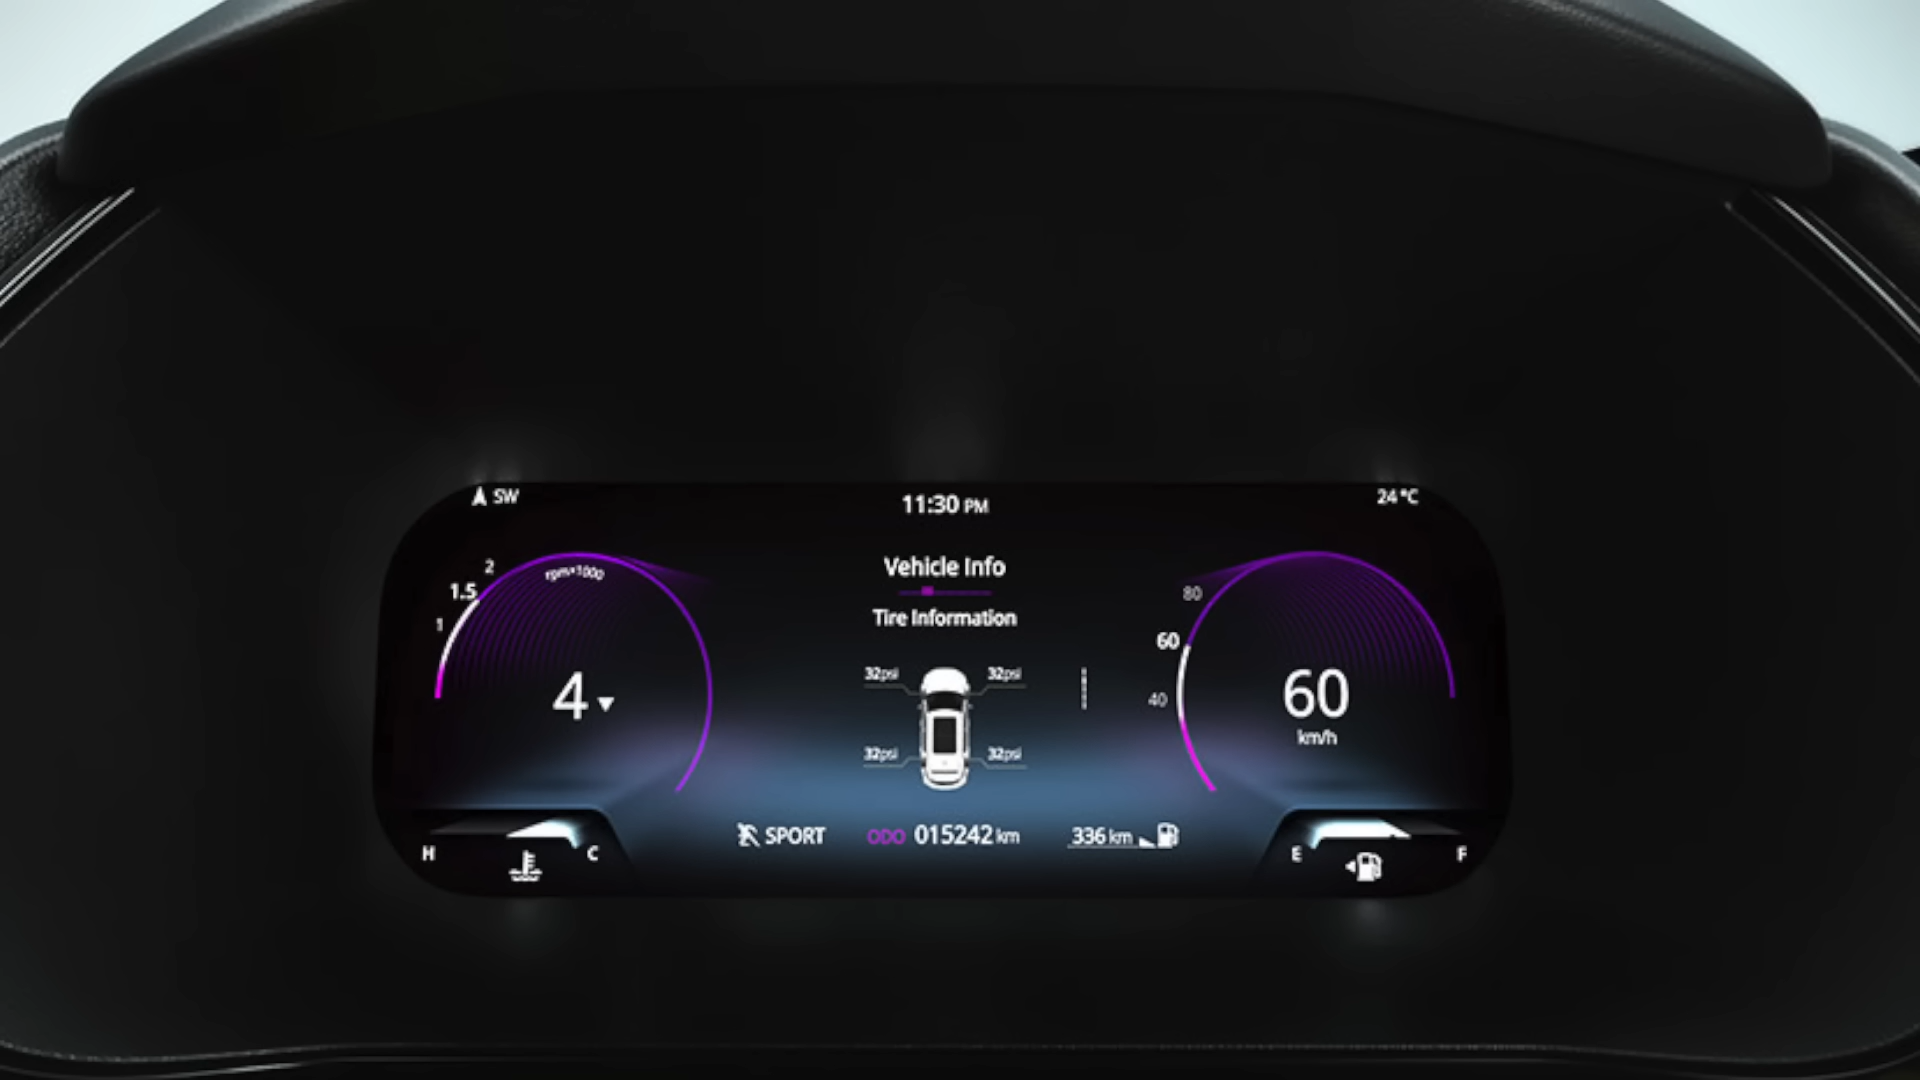 SW
11:30 PM
24°C
2
rpm×1000
1.5
1
4
Vehicle Info
Tire Information
32psi
32psi
32psi
32psi
80
60
40
60
km/h
SPORT
ODO 015242 km
336 km
H
C
E
F